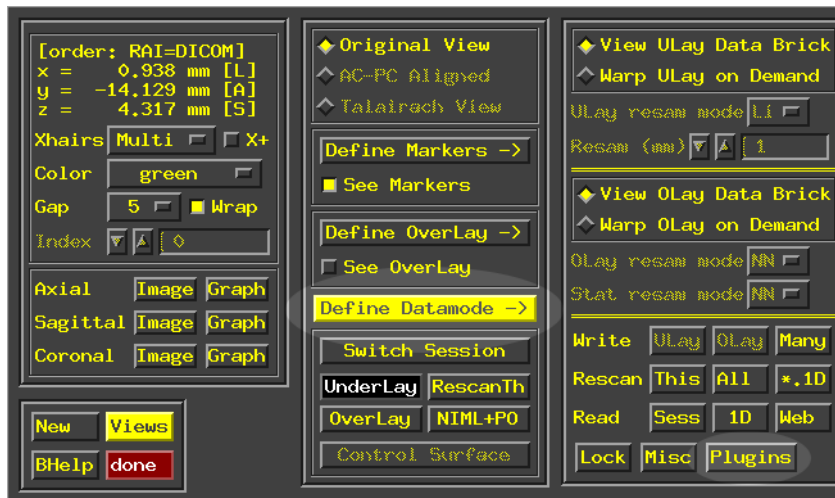 [order: RAI=DICOM]
x = 0.938 mm [L]
y = -14.129 mm [A]
z = 4.317 mm [S]
Xhairs Multi X+
Color green
Gap 5 Wrap
Index 0
Axial Image Graph
Sagittal Image Graph
Coronal Image Graph
New Views
BHelp done
Original View
AC-PC Aligned
Talairach View
Define Markers ->
See Markers
Define OverLay ->
See OverLay
Define Datamode ->
Switch Session
UnderLay RescanTh
OverLay NIML+PO
Control Surface
View ULay Data Brick
Warp ULay on Demand
ULay resam mode Li
Resam (mm) 1
View OLay Data Brick
Warp OLay on Demand
OLay resam mode NN
Stat resam mode NN
Write ULay OLay Many
Rescan This All *.1D
Read Sess 1D Web
Lock Misc Plugins